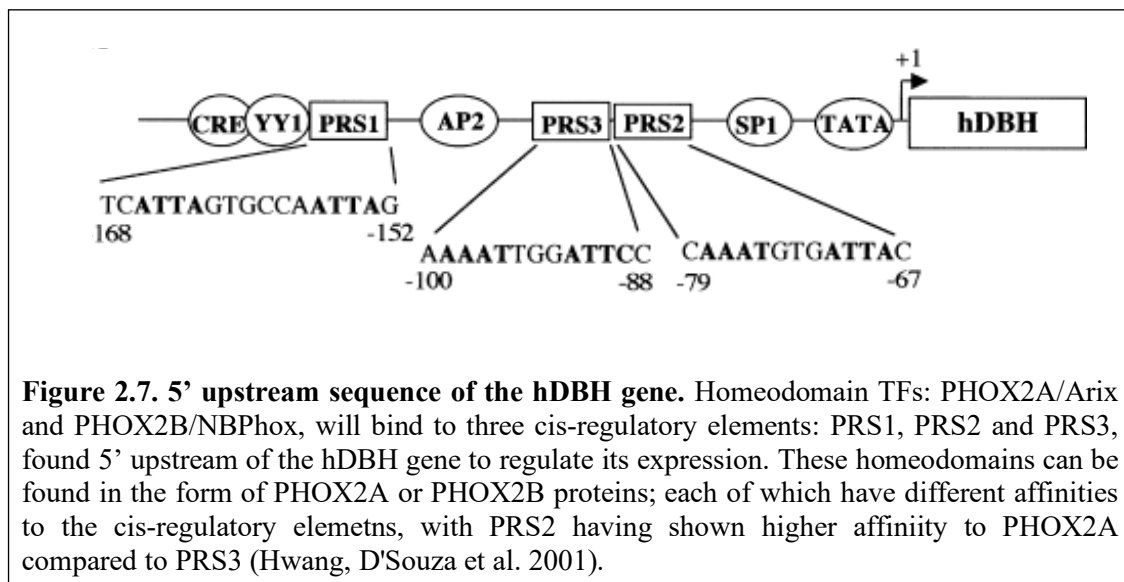 +1
CRE YY1 PRS1 AP2 PRS3 PRS2 SP1 TATA hDBH
TCATTAGTGCCAATTAG
168 -152
AAAATTGGATTCC
-100 -88
CAAATGTGATTAC
-79 -67
Figure 2.7. 5’ upstream sequence of the hDBH gene. Homeodomain TFs: PHOX2A/Arix
and PHOX2B/NBPhox, will bind to three cis-regulatory elements: PRS1, PRS2 and PRS3,
found 5’ upstream of the hDBH gene to regulate its expression. These homeodomains can be
found in the form of PHOX2A or PHOX2B proteins; each of which have different affinities
to the cis-regulatory elemetns, with PRS2 having shown higher affiniity to PHOX2A
compared to PRS3 (Hwang, D'Souza et al. 2001).